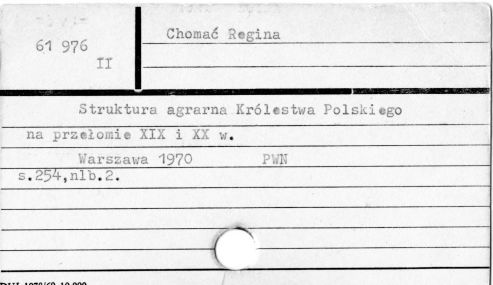 61 976
II
Chomać Regina
Struktura agrarna Królestwa Polskiego
na przełomie XIX i XX w.
Warszawa 1970 PWN
s.254,nlb.2.